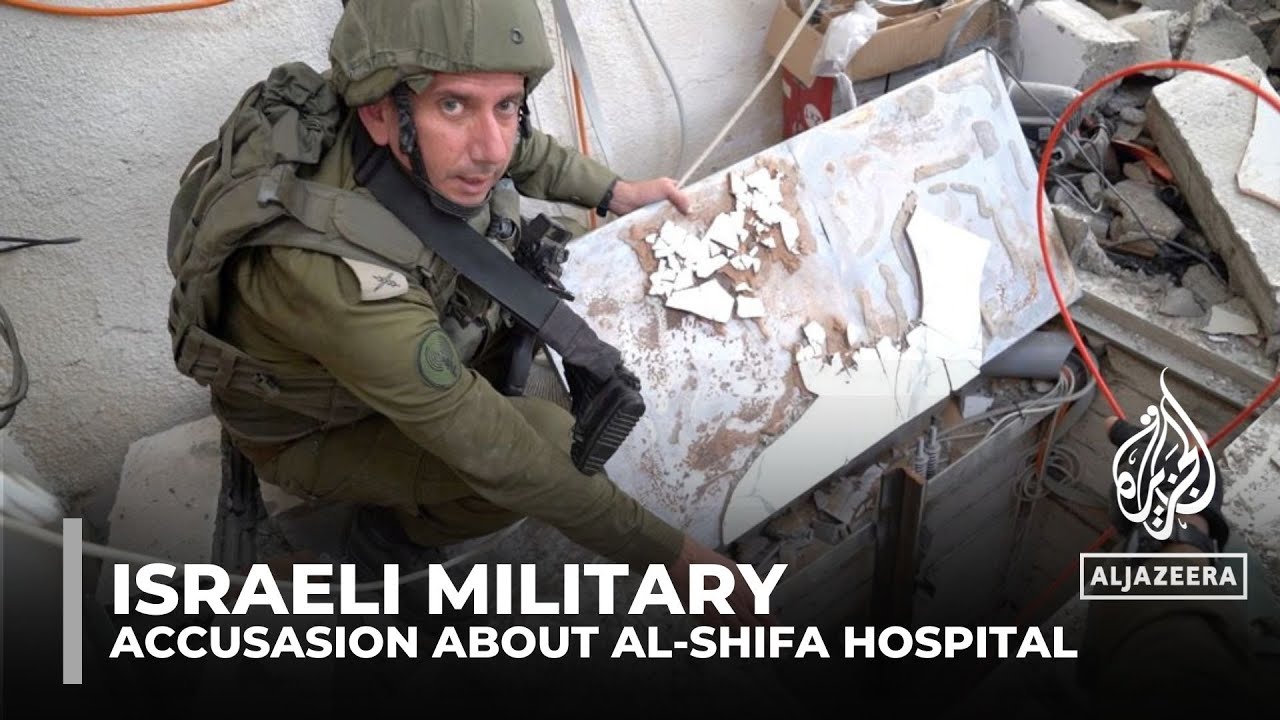 ISRAELI MILITARY
ACCUSASION ABOUT AL-SHIFA HOSPITAL
الجزيرة
ALJAZEERA